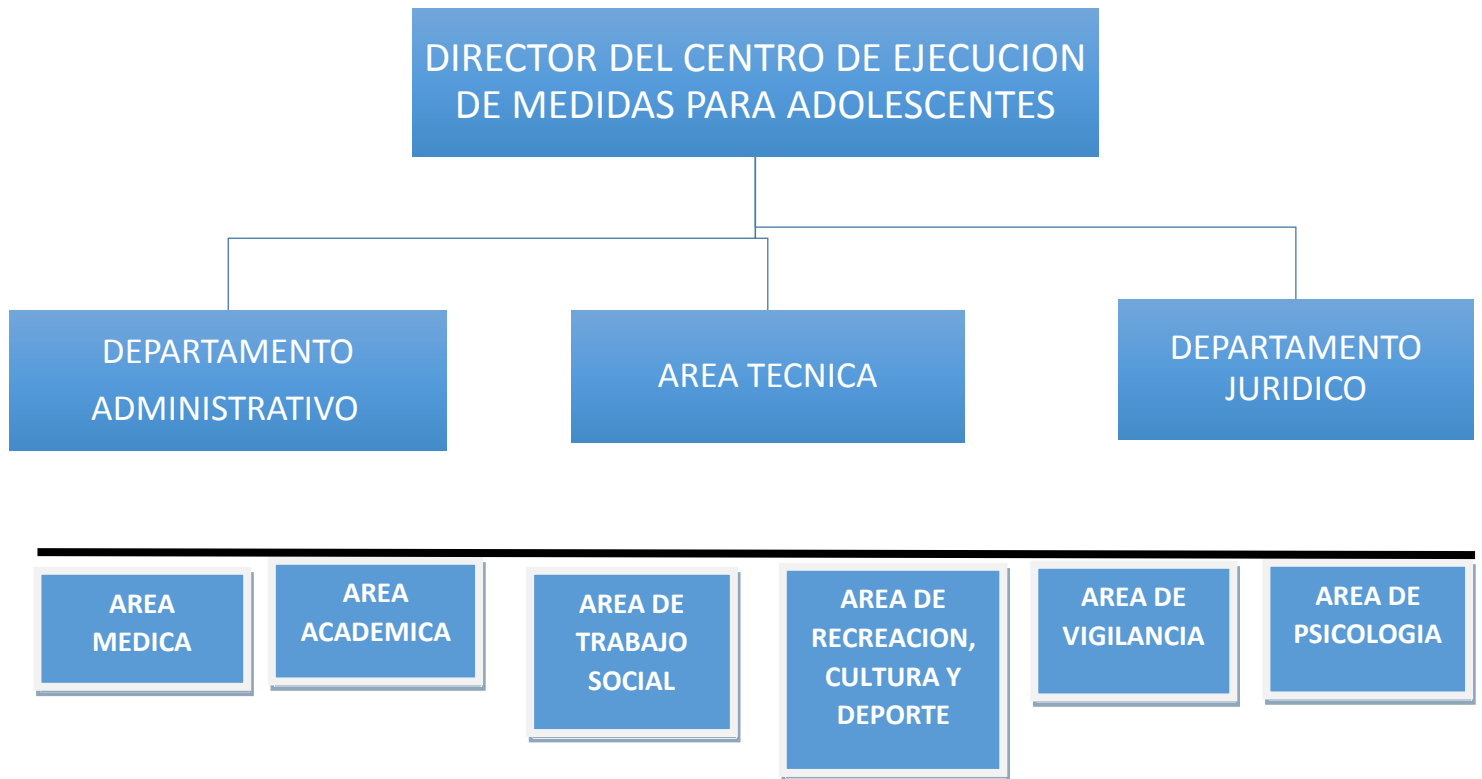 DIRECTOR DEL CENTRO DE EJECUCION
DE MEDIDAS PARA ADOLESCENTES
DEPARTAMENTO
ADMINISTRATIVO
AREA TECNICA
DEPARTAMENTO
JURIDICO
AREA
MEDICA
AREA
ACADEMICA
AREA DE
TRABAJO
SOCIAL
AREA DE
RECREACION,
CULTURA Y
DEPORTE
AREA DE
VIGILANCIA
AREA DE
PSICOLOGIA